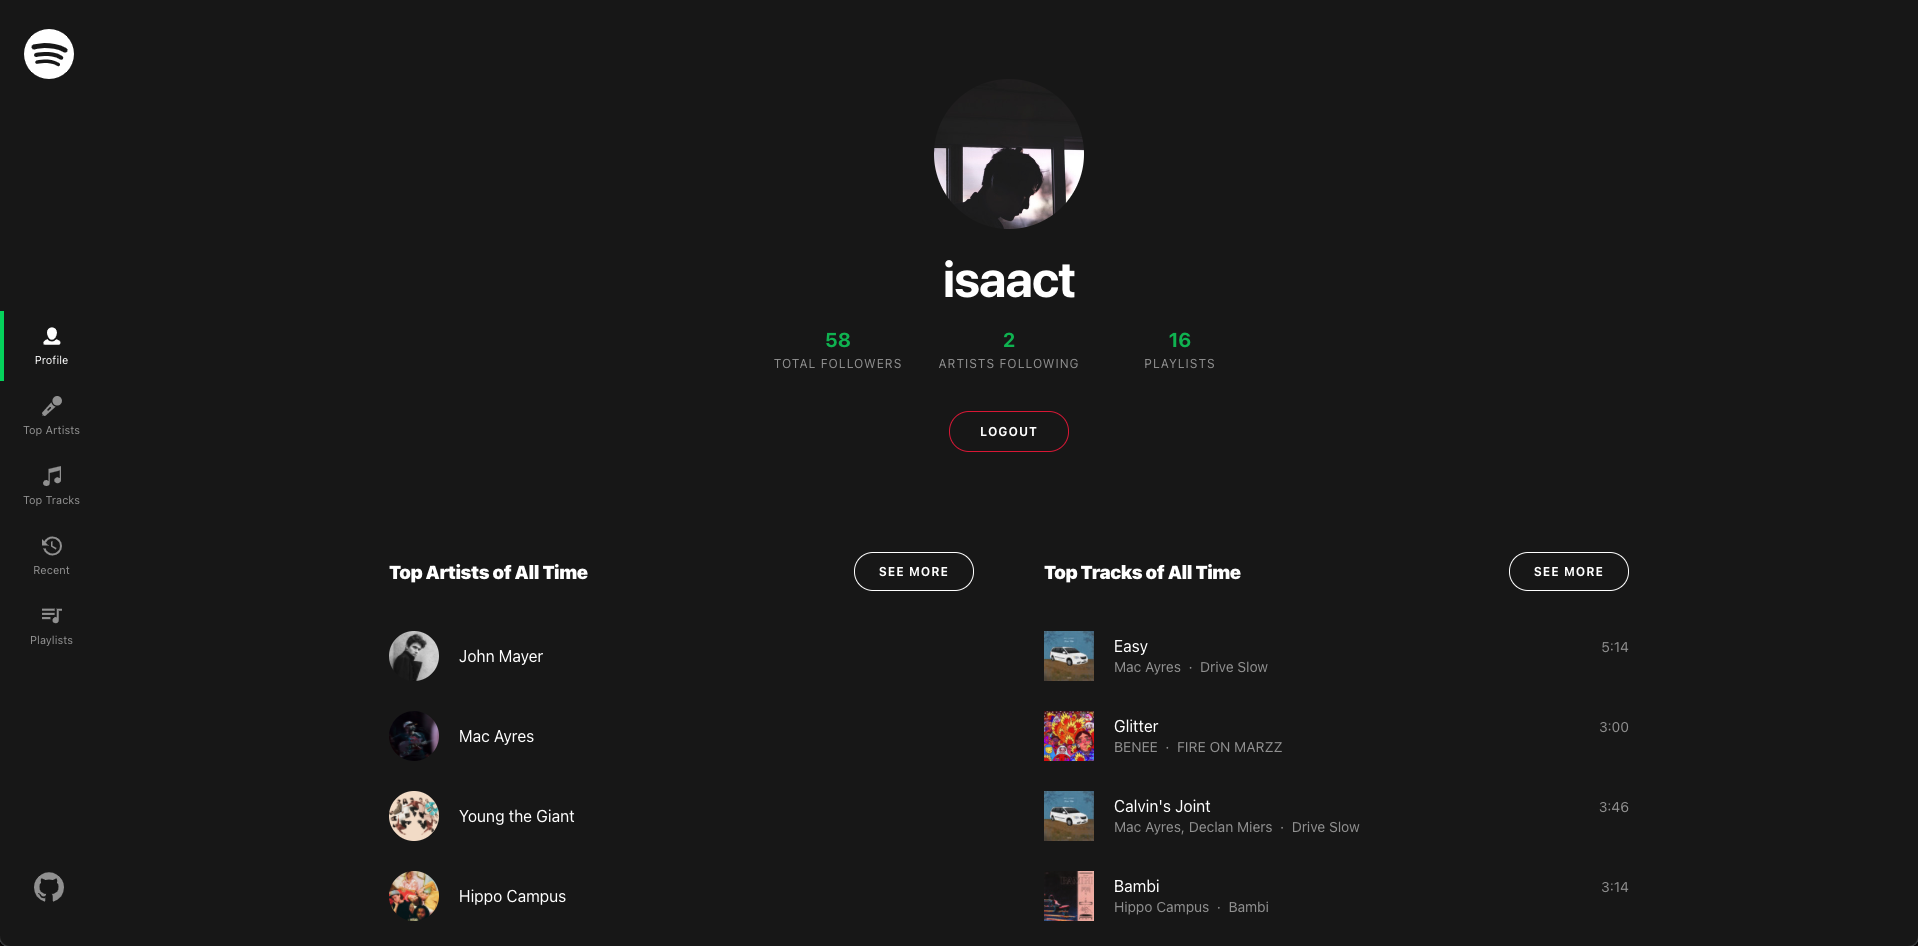 isaact
58
TOTAL FOLLOWERS
2
ARTISTS FOLLOWING
16
PLAYLISTS
LOGOUT
Profile
Top Artists
Top Tracks
Recent
Playlists
Top Artists of All Time
SEE MORE
John Mayer
Mac Ayres
Young the Giant
Hippo Campus
Top Tracks of All Time
SEE MORE
Easy
5:14
Mac Ayres · Drive Slow
Glitter
3:00
BENEE · FIRE ON MARZZ
Calvin's Joint
3:46
Mac Ayres, Declan Miers · Drive Slow
Bambi
3:14
Hippo Campus · Bambi